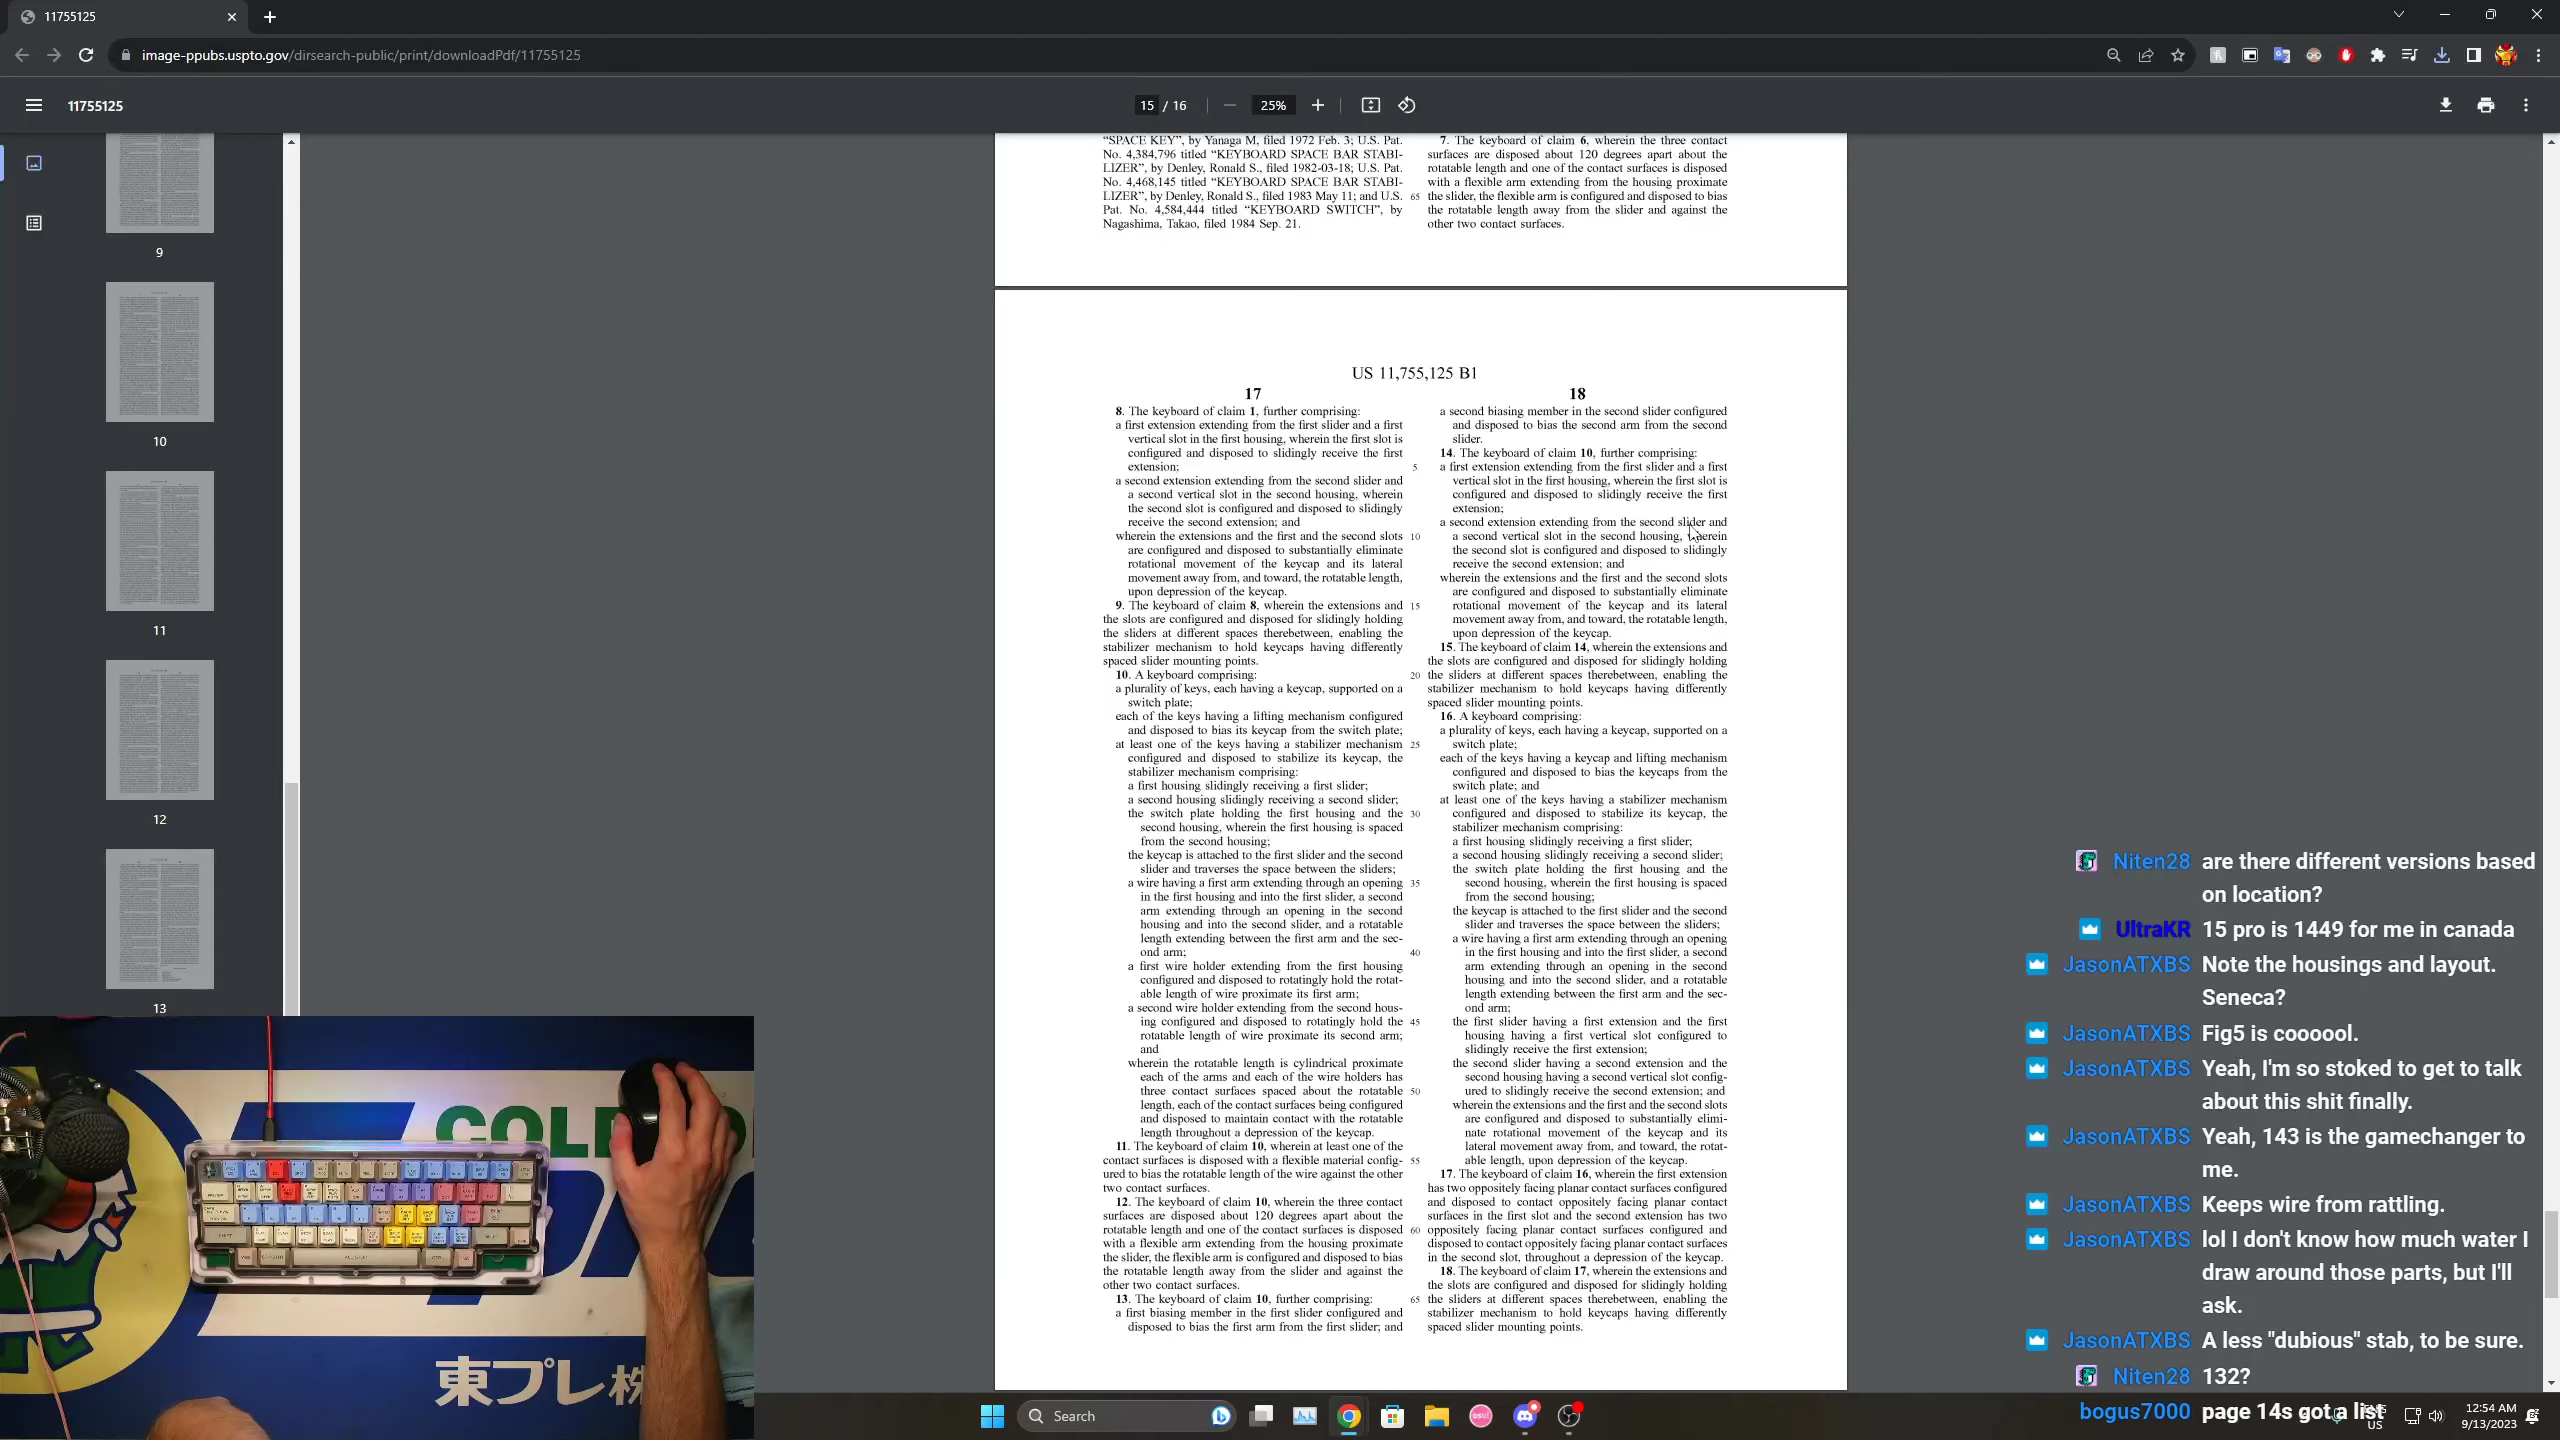 11755125
image-ppubs.uspto.gov/dirsearch-public/print/downloadPdf/11755125
11755125
15 / 16
25%
9
10
11
12
13
"SPACE KEY", by Yanaga M, filed 1972 Feb. 3; U.S. Pat.
No. 4,384,796 titled "KEYBOARD SPACE BAR STABI-
LIZER", by Denley, Ronald S., filed 1982-03-18; U.S. Pat.
No. 4,468,145 titled "KEYBOARD SPACE BAR STABI-
LIZER", by Denley, Ronald S., filed 1983 May 11; and U.S.
Pat. No. 4,584,444 titled "KEYBOARD SWITCH", by
Nagashima, Takao, filed 1984 Sep. 21.
65
7. The keyboard of claim 6, wherein the three contact
surfaces are disposed about 120 degrees apart about the
rotatable length and one of the contact surfaces is disposed
with a flexible arm extending from the housing proximate
the slider, the flexible arm is configured and disposed to bias
the rotatable length away from the slider and against the
other two contact surfaces.
US 11,755,125 B1
17
8. The keyboard of claim 1, further comprising:
a first extension extending from the first slider and a first
vertical slot in the first housing, wherein the first slot is
configured and disposed to slidingly receive the first
extension;
a second extension extending from the second slider and
a second vertical slot in the second housing, wherein
the second slot is configured and disposed to slidingly
receive the second extension; and
wherein the extensions and the first and the second slots
are configured and disposed to substantially eliminate
rotational movement of the keycap and its lateral
movement away from, and toward, the rotatable length,
upon depression of the keycap.
9. The keyboard of claim 8, wherein the extensions and
the slots are configured and disposed for slidingly holding
the sliders at different spaces therebetween, enabling the
stabilizer mechanism to hold keycaps having differently
spaced slider mounting points.
10. A keyboard comprising:
a plurality of keys, each having a keycap, supported on a
switch plate;
each of the keys having a lifting mechanism configured
and disposed to bias its keycap from the switch plate;
at least one of the keys having a stabilizer mechanism
configured and disposed to stabilize its keycap, the
stabilizer mechanism comprising:
a first housing slidingly receiving a first slider;
a second housing slidingly receiving a second slider;
the switch plate holding the first housing and the
second housing, wherein the first housing is spaced
from the second housing;
the keycap is attached to the first slider and the second
slider and traverses the space between the sliders;
a wire having a first arm extending through an opening
in the first housing and into the first slider, a second
arm extending through an opening in the second
housing and into the second slider, and a rotatable
length extending between the first arm and the sec-
ond arm;
a first wire holder extending from the first housing
configured and disposed to rotatingly hold the rotat-
able length of wire proximate its first arm;
a second wire holder extending from the second hous-
ing configured and disposed to rotatingly hold the
rotatable length of wire proximate its second arm;
and
wherein the rotatable length is cylindrical proximate
each of the arms and each of the wire holders has
three contact surfaces spaced about the rotatable
length, each of the contact surfaces being configured
and disposed to maintain contact with the rotatable
length throughout a depression of the keycap.
11. The keyboard of claim 10, wherein at least one of the
contact surfaces is disposed with a flexible material config-
ured to bias the rotatable length of the wire against the other
two contact surfaces.
12. The keyboard of claim 10, wherein the three contact
surfaces are disposed about 120 degrees apart about the
rotatable length and one of the contact surfaces is disposed
with a flexible arm extending from the housing proximate
the slider, the flexible arm is configured and disposed to bias
the rotatable length away from the slider and against the
other two contact surfaces.
13. The keyboard of claim 10, further comprising:
a first biasing member in the first slider configured and
disposed to bias the first arm from the first slider; and
5
10
15
20
25
30
35
40
45
50
55
60
65
18
a second biasing member in the second slider configured
and disposed to bias the second arm from the second
slider.
14. The keyboard of claim 10, further comprising:
a first extension extending from the first slider and a first
vertical slot in the first housing, wherein the first slot is
configured and disposed to slidingly receive the first
extension;
a second extension extending from the second slider and
a second vertical slot in the second housing, wherein
the second slot is configured and disposed to slidingly
receive the second extension; and
wherein the extensions and the first and the second slots
are configured and disposed to substantially eliminate
rotational movement of the keycap and its lateral
movement away from, and toward, the rotatable length,
upon depression of the keycap.
15. The keyboard of claim 14, wherein the extensions and
the slots are configured and disposed for slidingly holding
the sliders at different spaces therebetween, enabling the
stabilizer mechanism to hold keycaps having differently
spaced slider mounting points.
16. A keyboard comprising:
a plurality of keys, each having a keycap, supported on a
switch plate;
each of the keys having a keycap and lifting mechanism
configured and disposed to bias the keycaps from the
switch plate; and
at least one of the keys having a stabilizer mechanism
configured and disposed to stabilize its keycap, the
stabilizer mechanism comprising:
a first housing slidingly receiving a first slider;
a second housing slidingly receiving a second slider;
the switch plate holding the first housing and the
second housing, wherein the first housing is spaced
from the second housing;
the keycap is attached to the first slider and the second
slider and traverses the space between the sliders;
a wire having a first arm extending through an opening
in the first housing and into the first slider, a second
arm extending through an opening in the second
housing and into the second slider, and a rotatable
length extending between the first arm and the sec-
ond arm;
the first slider having a first extension and the first
housing having a first vertical slot configured to
slidingly receive the first extension;
the second slider having a second extension and the
second housing having a second vertical slot config-
ured to slidingly receive the second extension; and
wherein the extensions and the first and the second slots
are configured and disposed to substantially elimi-
nate rotational movement of the keycap and its
lateral movement away from, and toward, the rotat-
able length, upon depression of the keycap.
17. The keyboard of claim 16, wherein the first extension
has two oppositely facing planar contact surfaces configured
and disposed to contact oppositely facing planar contact
surfaces in the first slot and the second extension has two
oppositely facing planar contact surfaces configured and
disposed to contact oppositely facing planar contact surfaces
in the second slot, throughout a depression of the keycap.
18. The keyboard of claim 17, wherein the extensions and
the slots are configured and disposed for slidingly holding
the sliders at different spaces therebetween, enabling the
stabilizer mechanism to hold keycaps having differently
spaced slider mounting points.
Niten28 are there different versions based
on location?
UltraKR 15 pro is 1449 for me in canada
JasonATXBS Note the housings and layout.
Seneca?
JasonATXBS Fig5 is coooool.
JasonATXBS Yeah, I'm so stoked to get to talk
about this shit finally.
JasonATXBS Yeah, 143 is the gamechanger to
me.
JasonATXBS Keeps wire from rattling.
JasonATXBS lol I don't know how much water I
draw around those parts, but I'll
ask.
JasonATXBS A less "dubious" stab, to be sure.
Niten28 132?
bogus7000 page 14s got a list
東プレ株
Search
US
12:54 AM
9/13/2023